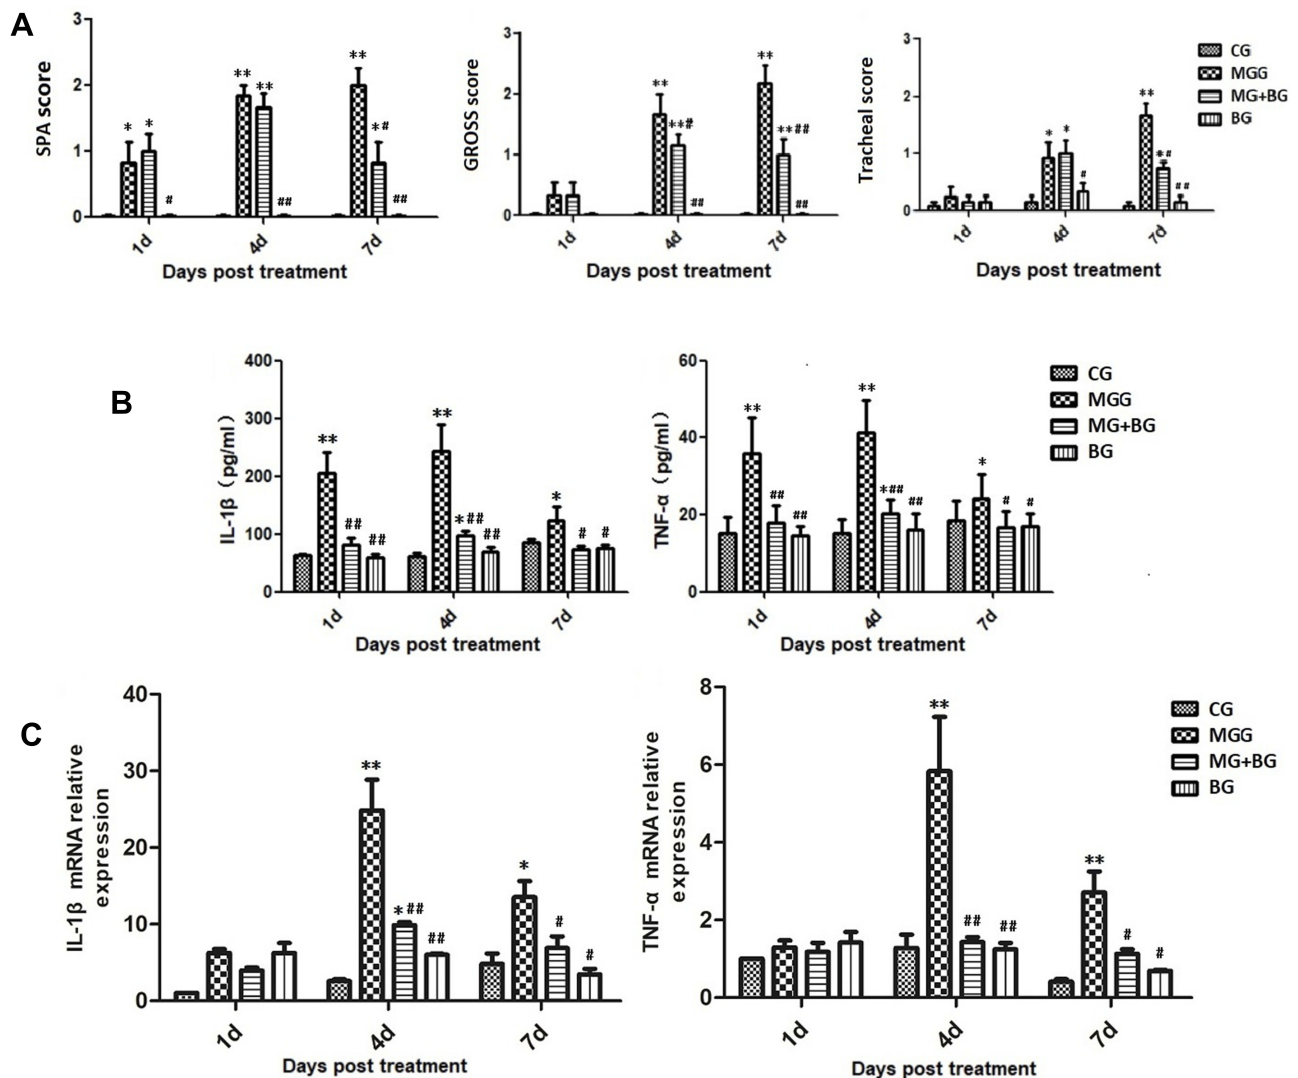 A
SPA score
3
2
1
0
* * #
** ** ##
** *# ##
1d 4d 7d
Days post treatment
GROSS score
3
2
1
0
** **# ##
** **## ##
1d 4d 7d
Days post treatment
Tracheal score
3
2
1
0
* * #
** *# ##
1d 4d 7d
Days post treatment
CG
MGG
MG+BG
BG
B
IL-1β (pg/ml)
400
300
200
100
0
** ## ##
** *## ##
* # #
1d 4d 7d
Days post treatment
TNF-α (pg/ml)
60
40
20
0
** ## ##
** *## ##
* # #
1d 4d 7d
Days post treatment
CG
MGG
MG+BG
BG
C
IL-1β mRNA relative
expression
40
30
20
10
0
** *## ##
* # #
1d 4d 7d
Days post treatment
TNF-α mRNA relative
expression
8
6
4
2
0
** ## ##
** # #
1d 4d 7d
Days post treatment
CG
MGG
MG+BG
BG